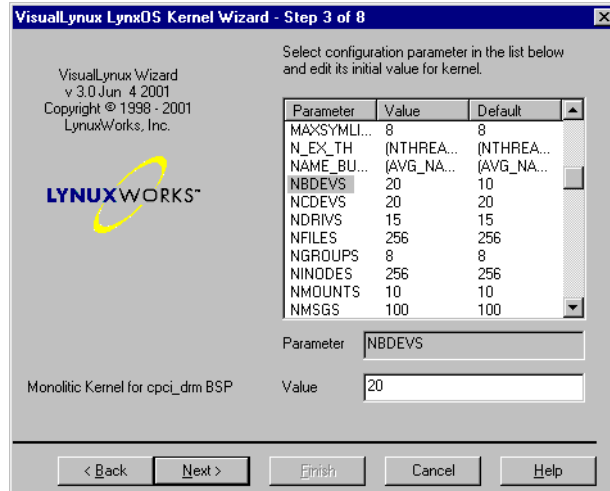 VisualLynux LynxOS Kernel Wizard - Step 3 of 8
VisualLynux Wizard
v 3.0 Jun 4 2001
Copyright © 1998 - 2001
LynuxWorks, Inc.
LYNUXWORKS™
Select configuration parameter in the list below
and edit its initial value for kernel.
Parameter Value Default
MAXSYMLI... 8 8
N_EX_TH (NTHREA... (NTHREA...
NAME_BU... (AVG_NA... (AVG_NA...
NBDEVS 20 10
NCDEVS 20 20
NDRIVS 15 15
NFILES 256 256
NGROUPS 8 8
NINODES 256 256
NMOUNTS 10 10
NMSGS 100 100
Parameter NBDEVS
Monolitic Kernel for cpci_drm BSP
Value 20
< Back Next > Finish Cancel Help